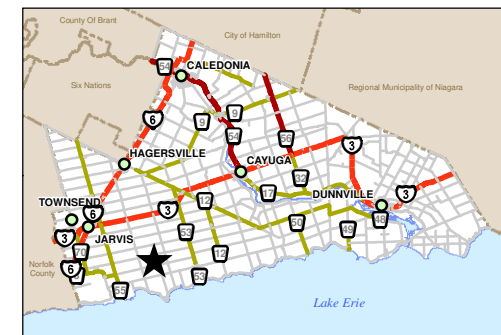 County Of Brant
City of Hamilton
54
CALEDONIA
Six Nations
Regional Municipality of Niagara
6
9
9
54
56
3
HAGERSVILLE
CAYUGA
32
17
DUNNVILLE
3
TOWNSEND
12
6
3
48
50
3
JARVIS
53
49
70
12
Norfolk
County
6
53
55
Lake Erie